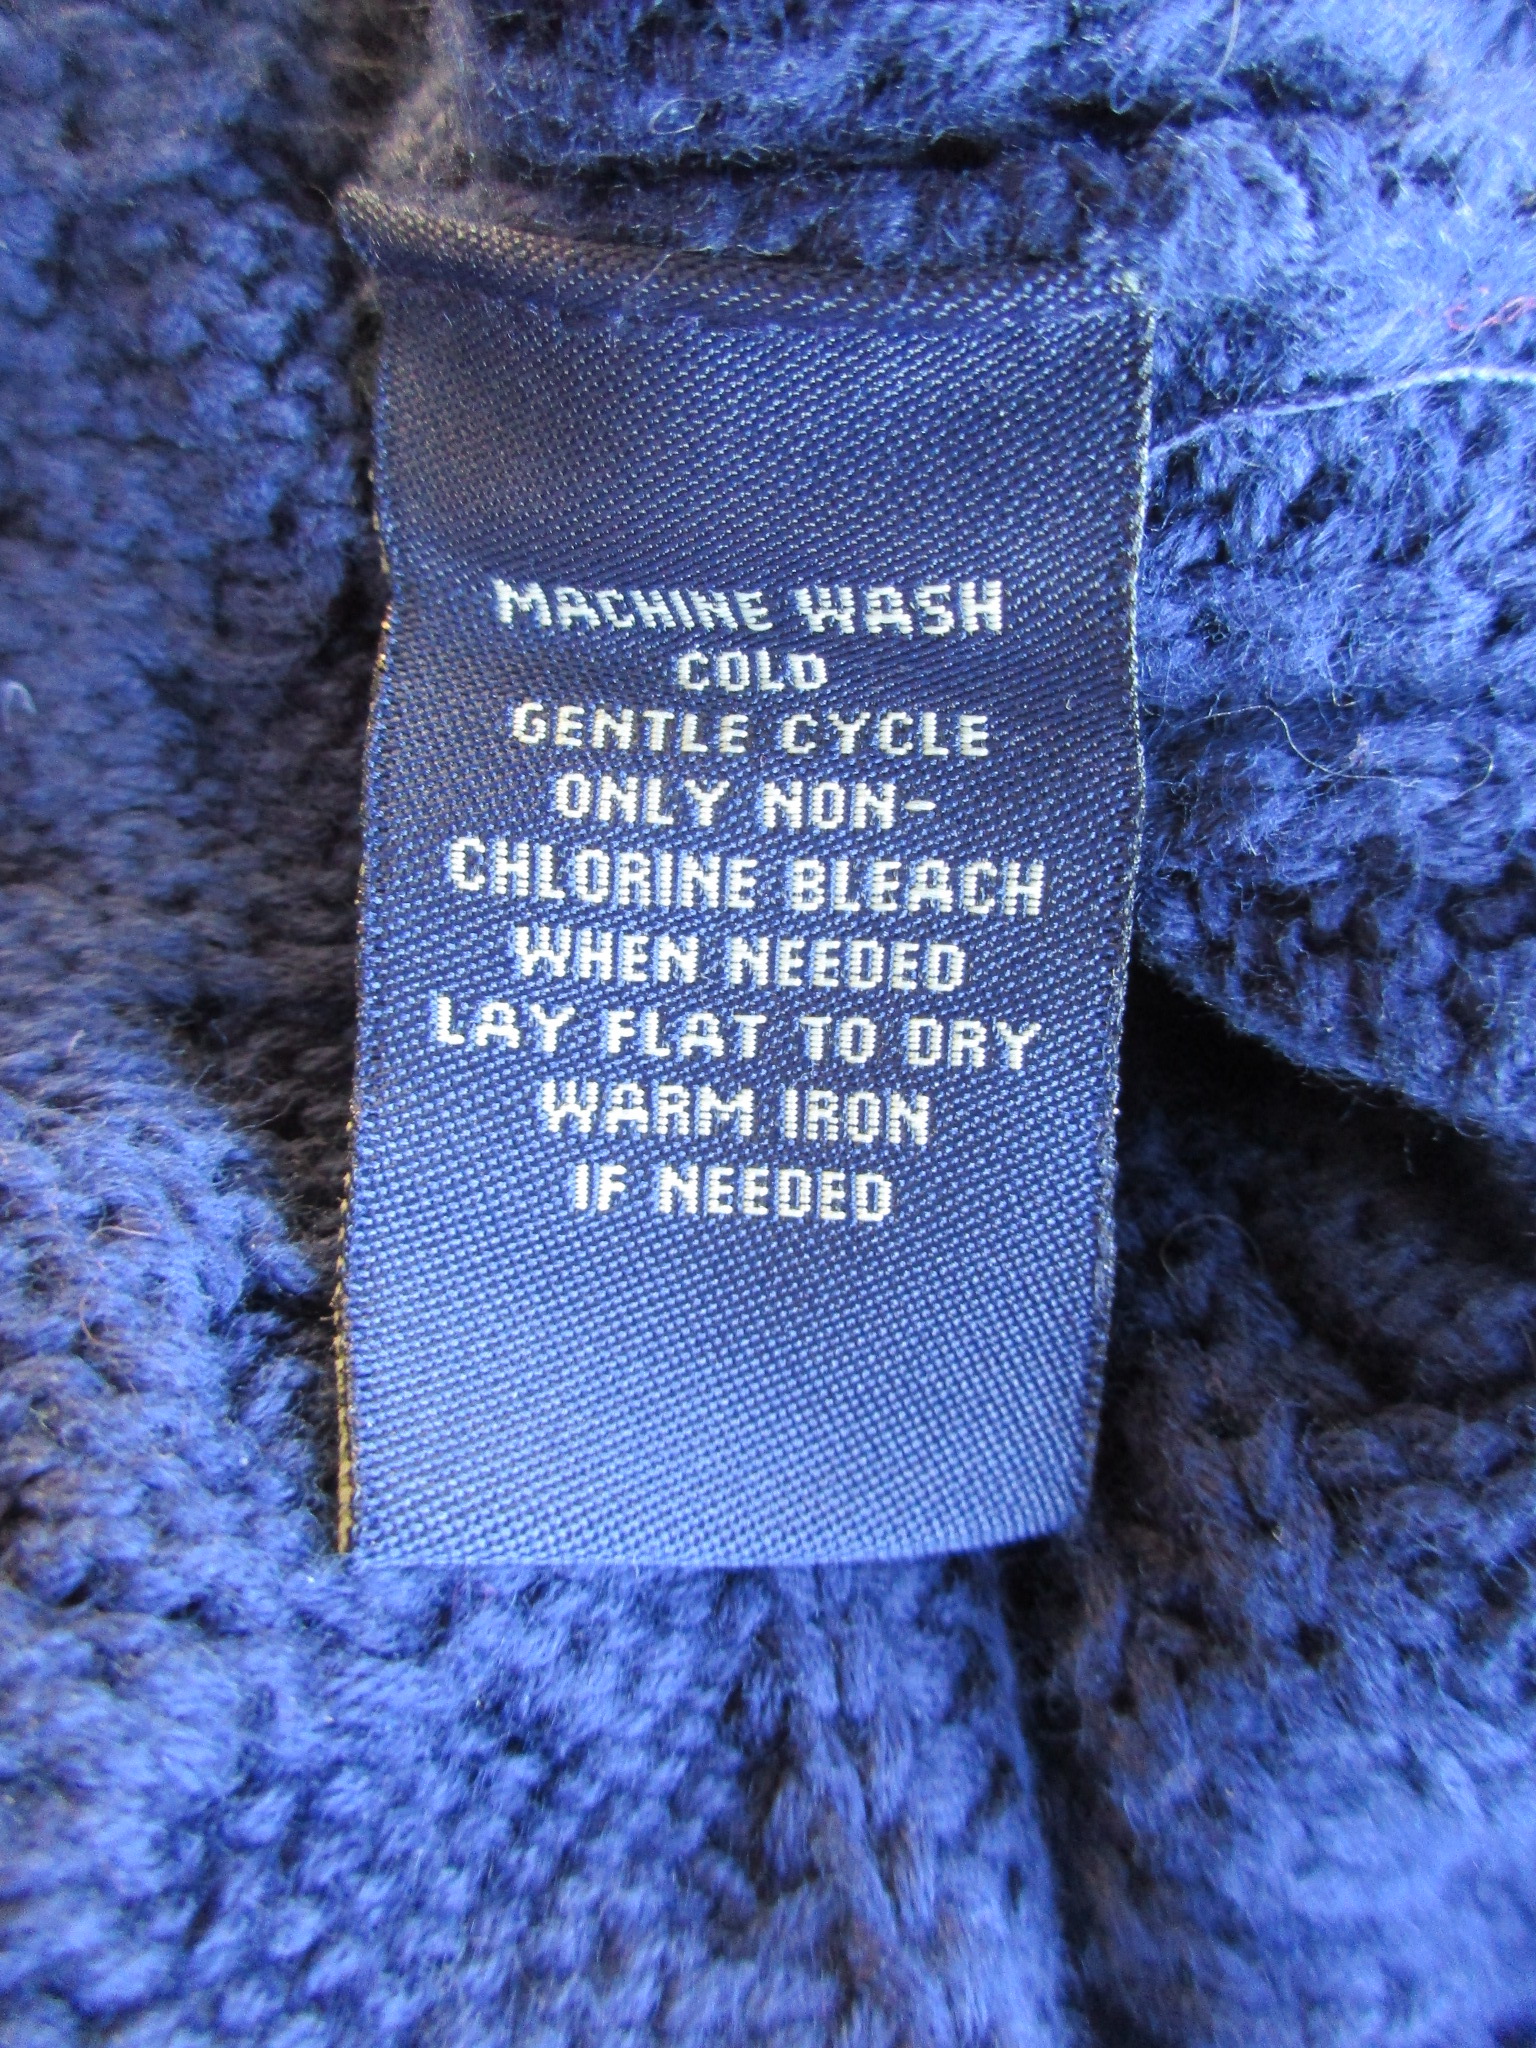 MACHINE WASH
COLD
GENTLE CYCLE
ONLY NON-
CHLORINE BLEACH
WHEN NEEDED
LAY FLAT TO DRY
WARM IRON
IF NEEDED